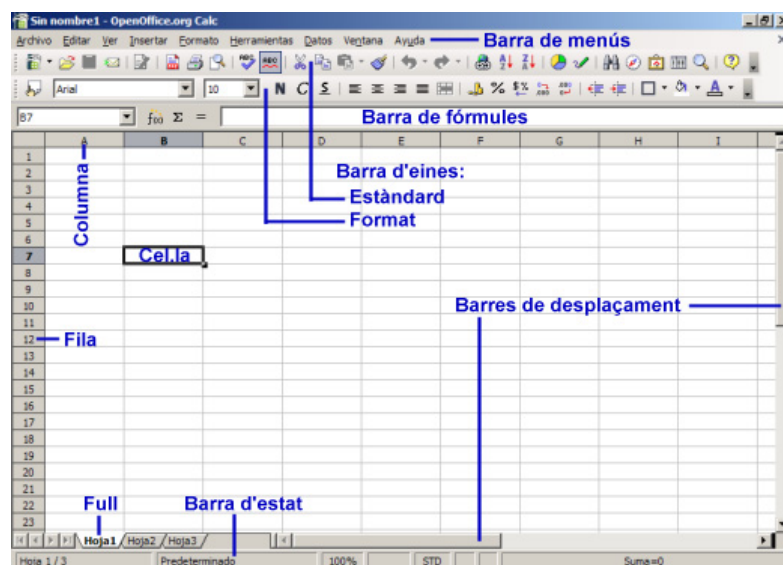 Sin nombre1 - OpenOffice.org Calc
Archivo Editar Ver Insertar Formato Herramientas Datos Ventana Ayuda
Barra de menús
Arial 10 N C S
B7 f(x) Σ =
Barra de fórmules
A B C D E F G H I
1
2
Barra d'eines:
3
4
Estàndard
5
Format
6
Columna
7
Cel.la
8
9
10
Barres de desplaçament
11
12
Fila
13
14
15
16
17
18
19
20
21
22
Full
Barra d'estat
23
Hoja1 Hoja2 Hoja3
Hoja 1 / 3 Predeterminado 100% STD Suma=0